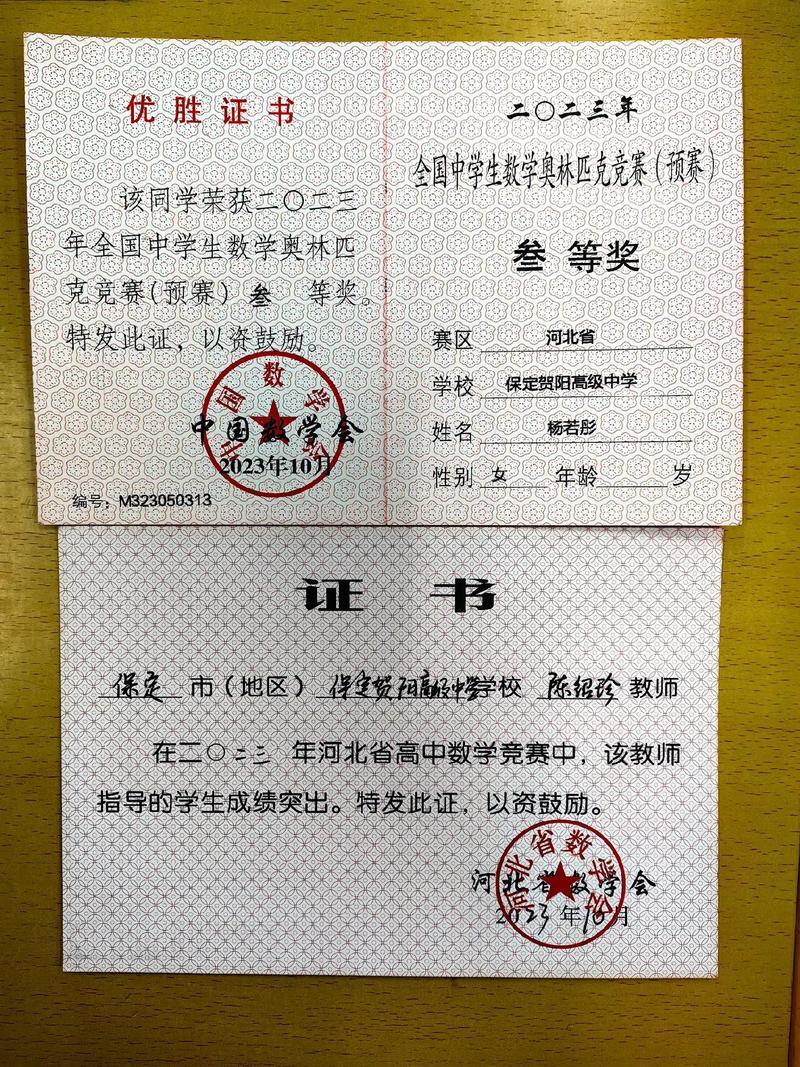 优胜证书
该同学荣获二〇二三
年全国中学生数学奥林匹
克竞赛(预赛) 叁 等奖。
特发此证，以资鼓励。
中国数学会
中国数学会
2023年10月
编号：M323050313
二〇二三年
全国中学生数学奥林匹克竞赛(预赛)
叁 等奖
赛区 河北省
学校 保定贺阳高级中学
姓名 杨若彤
性别 女 年龄 岁
证 书
保定 市(地区) 保定贺阳高级中学学校 陈绍珍 教师
在二〇二三 年河北省高中数学竞赛中，该教师
指导的学生成绩突出。特发此证，以资鼓励。
河北省数学会
河北省数学会
2023年10月